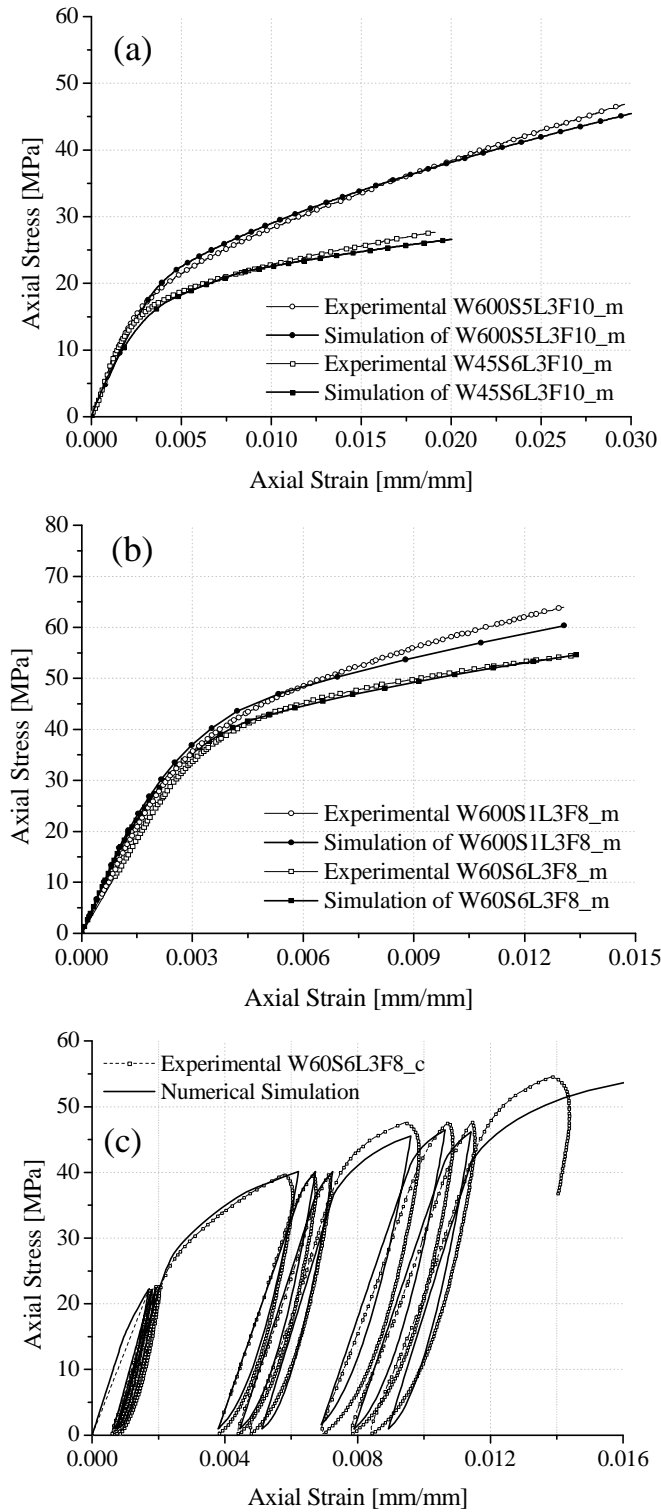 60
(a)
50
40
30
20
10
0
Axial Stress [MPa]
Experimental W600S5L3F10_m
Simulation of W600S5L3F10_m
Experimental W45S6L3F10_m
Simulation of W45S6L3F10_m
0.000 0.005 0.010 0.015 0.020 0.025 0.030
Axial Strain [mm/mm]
80
(b)
70
60
50
40
30
20
10
0
Axial Stress [MPa]
Experimental W600S1L3F8_m
Simulation of W600S1L3F8_m
Experimental W60S6L3F8_m
Simulation of W60S6L3F8_m
0.000 0.003 0.006 0.009 0.012 0.015
Axial Strain [mm/mm]
60
Experimental W60S6L3F8_c
Numerical Simulation
50
(c)
40
30
20
10
0
Axial Stress [MPa]
0.000 0.004 0.008 0.012 0.016
Axial Strain [mm/mm]